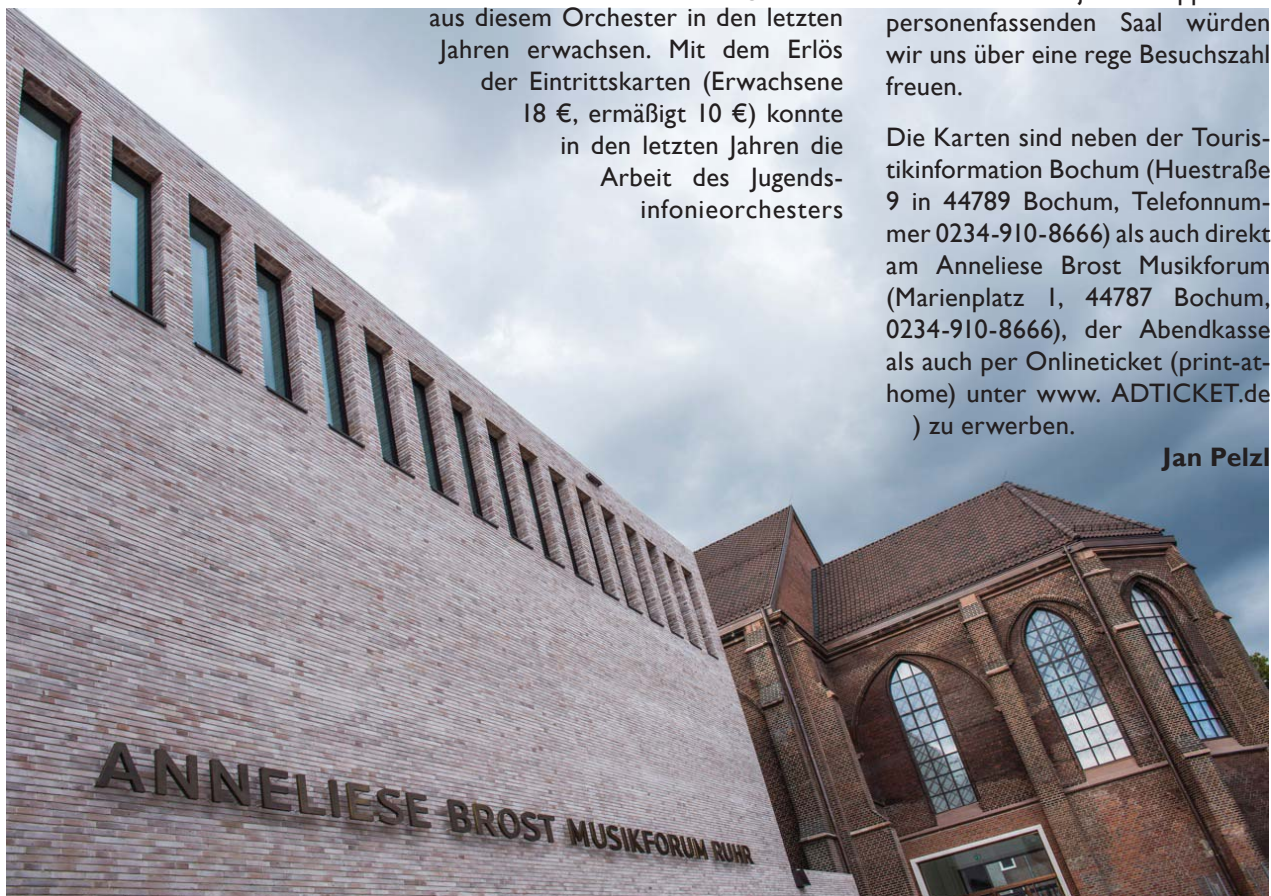 aus diesem Orchester in den letzten
Jahren erwachsen. Mit dem Erlös
der Eintrittskarten (Erwachsene
18 €, ermäßigt 10 €) konnte
in den letzten Jahren die
Arbeit des Jugends-
infonieorchesters
personenfassenden Saal würden
wir uns über eine rege Besuchszahl
freuen.
Die Karten sind neben der Touris-
tikinformation Bochum (Huestraße
9 in 44789 Bochum, Telefonnum-
mer 0234-910-8666) als auch direkt
am Anneliese Brost Musikforum
(Marienplatz 1, 44787 Bochum,
0234-910-8666), der Abendkasse
als auch per Onlineticket (print-at-
home) unter www. ADTICKET.de
) zu erwerben.
Jan Pelzl
ANNELIESE BROST MUSIKFORUM RUHR